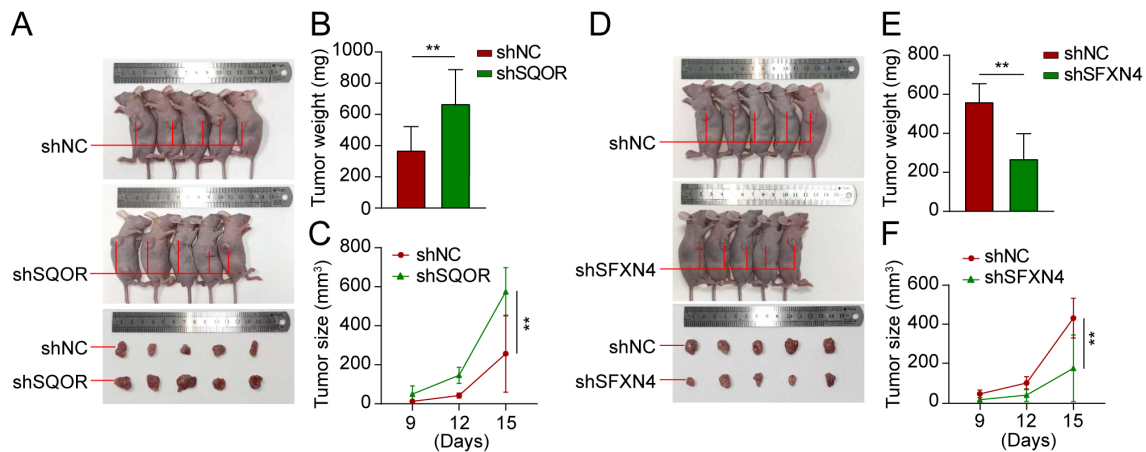 A
shNC
shSQOR
shNC
shSQOR
B
Tumor weight (mg)
1000
800
600
400
200
0
**
shNC
shSQOR
C
Tumor size (mm³)
800
600
400
200
0
shNC
shSQOR
**
9 12 15
(Days)
D
shNC
shSFXN4
shNC
shSFXN4
E
Tumor weight (mg)
800
600
400
200
0
**
shNC
shSFXN4
F
Tumor size (mm³)
800
600
400
200
0
shNC
shSFXN4
**
9 12 15
(Days)